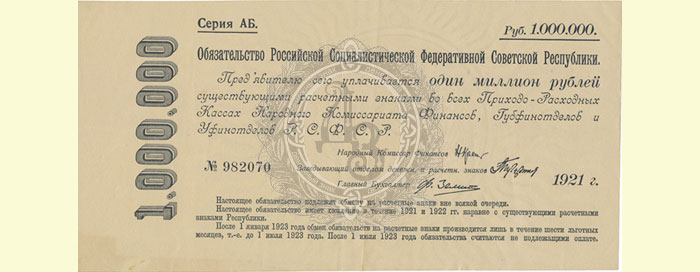 Серия АБ.
Руб. 1.000.000.
Обязательство Российской Социалистической Федеративной Советской Республики.
Предъявителю сего уплачивается один миллион рублей
существующими расчетными знаками во всех Приходо-Расходных
Кассах Народного Комиссариата Финансов, Губфинотделов и
Уфинотделов Р. С. Ф. С. Р.
Народный Комиссар Финансов
№ 982070
Заведывающий отделом денежн. и расчетн. знаков
1921 г.
Главный Бухгалтер
Настоящее обязательство подлежит обмену на расчетные знаки вне всякой очереди.
Настоящее обязательство имеет хождение в течение 1921 и 1922 гг. наравне с существующими расчетными
знаками Республики.
После 1 января 1923 года обмен обязательств на расчетные знаки производится лишь в течение шести льготных
месяцев, т.-е. до 1 июля 1923 года. После 1 июля 1923 года обязательства считаются не подлежащими оплате.
1.000.000